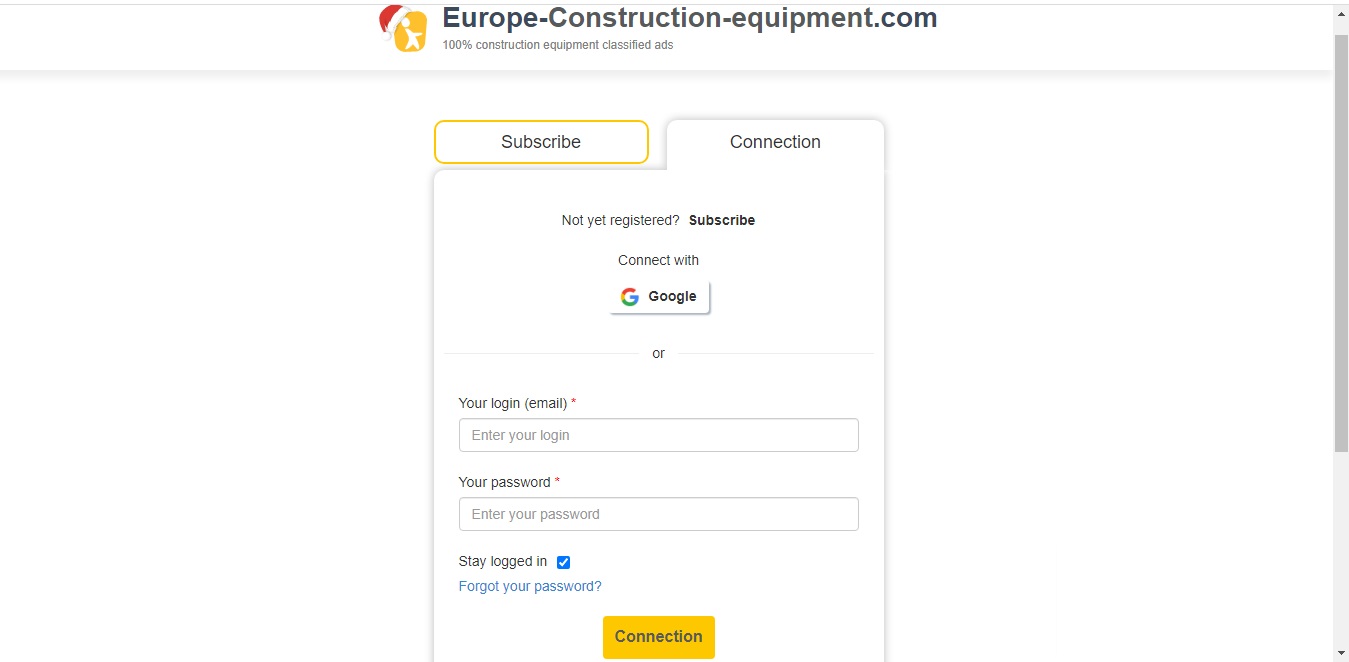 Europe-Construction-equipment.com
100% construction equipment classified ads
Subscribe
Connection
Not yet registered? Subscribe
Connect with
Google
or
Your login (email) *
Enter your login
Your password *
Enter your password
Stay logged in
Forgot your password?
Connection